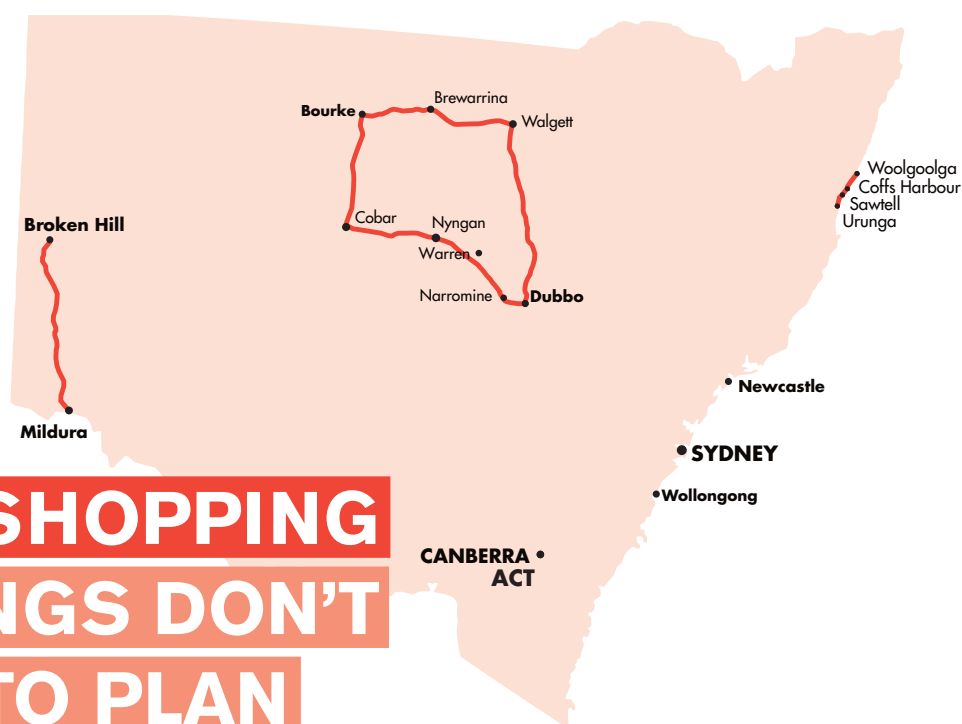 Brewarrina
Bourke
Walgett
Woolgoolga
Coffs Harbour
Sawtell
Urunga
Cobar
Nyngan
Broken Hill
Warren
Narromine
Dubbo
Newcastle
Mildura
SYDNEY
Wollongong
SHOPPING
CANBERRA
ACT
NGS DON’T
TO PLAN